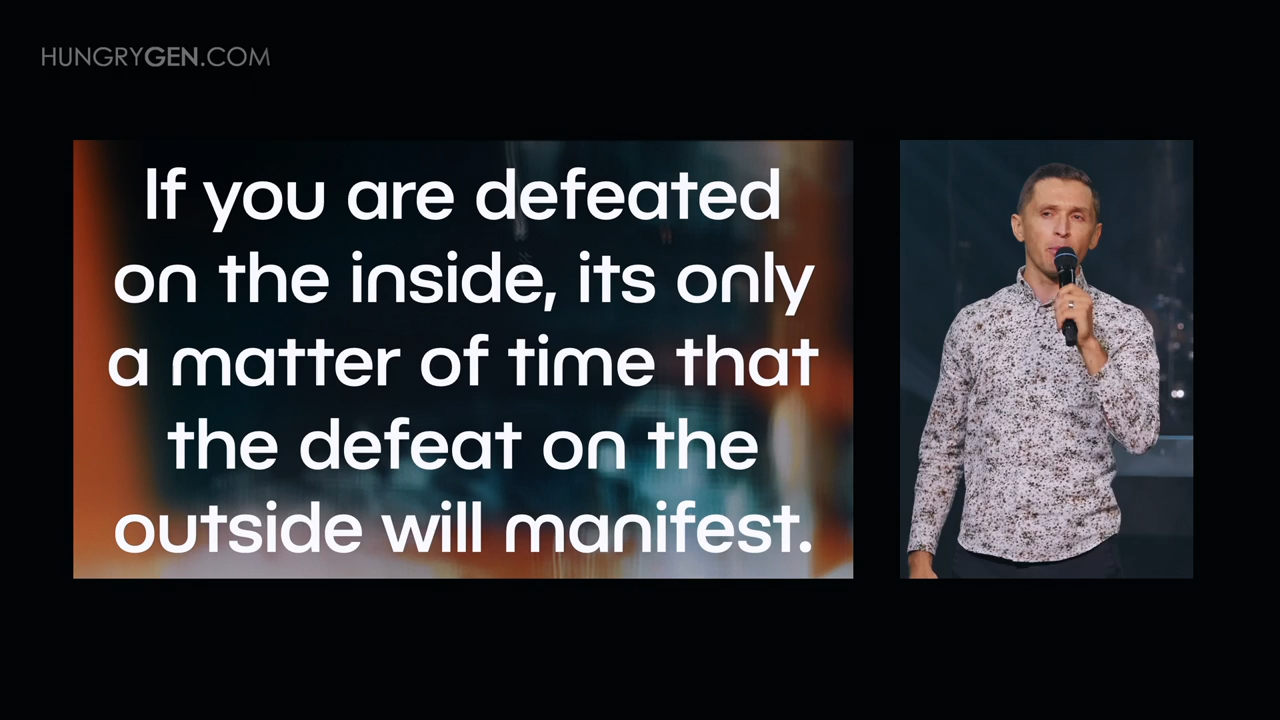 HUNGRYGEN.COM
If you are defeated
on the inside, its only
a matter of time that
the defeat on the
outside will manifest.